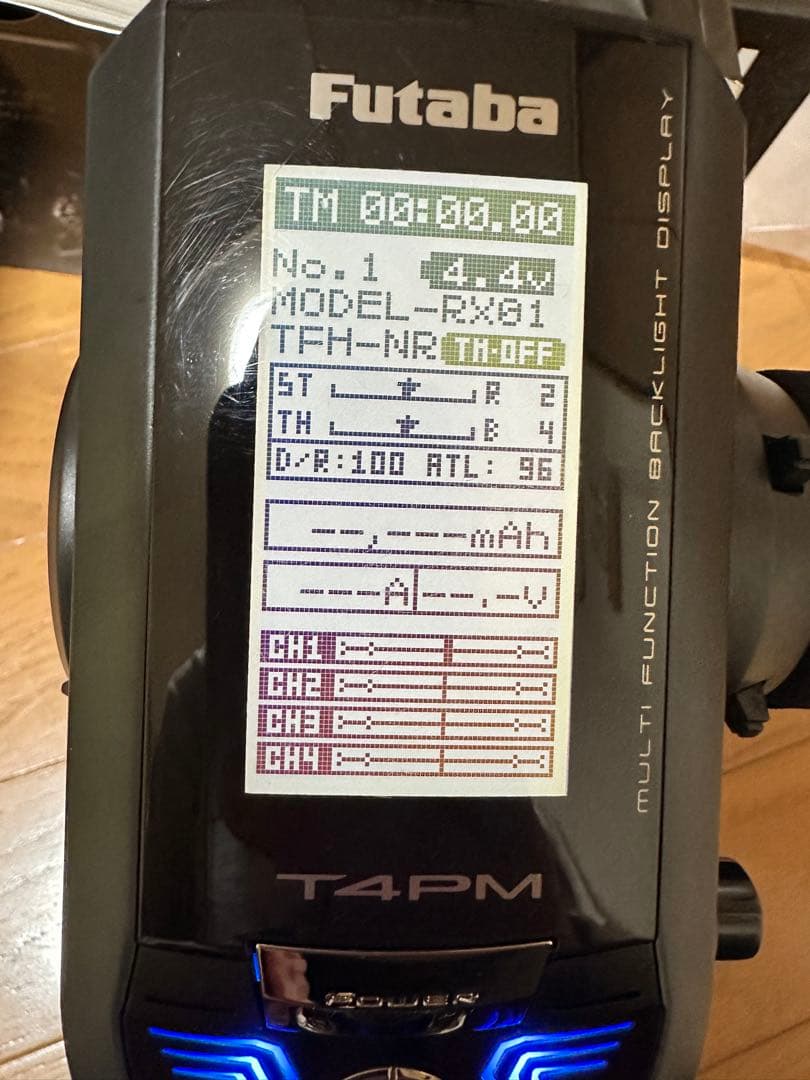 Futaba
TM 00:00.00
No.1 4.4v
MODEL-RX01
TFH-NR TH-OFF
ST R 2
TH B 4
D/R:100 ATL: 96
--,---mAh
---A --.-V
CH1
CH2
CH3
CH4
MULTI FUNCTION BACKLIGHT DISPLAY
T4PM
POWER